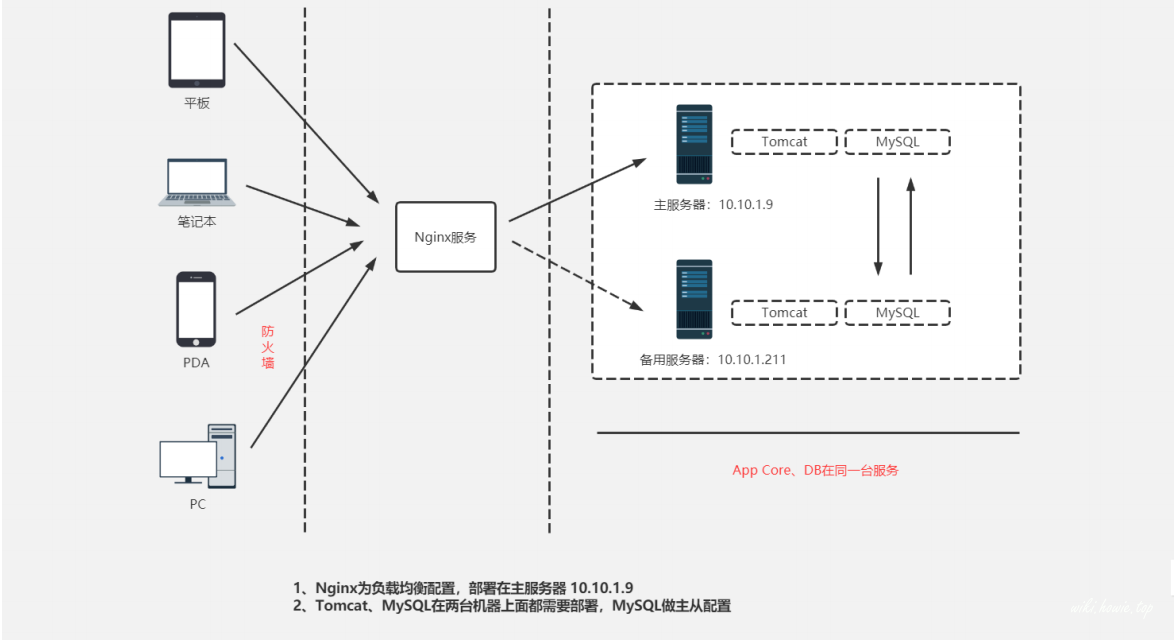 平板
笔记本
PDA
防
火
墙
PC
Nginx服务
Tomcat
MySQL
主服务器：10.10.1.9
Tomcat
MySQL
备用服务器：10.10.1.211
App Core、DB在同一台服务
1、Nginx为负载均衡配置，部署在主服务器 10.10.1.9
2、Tomcat、MySQL在两台机器上面都需要部署，MySQL做主从配置